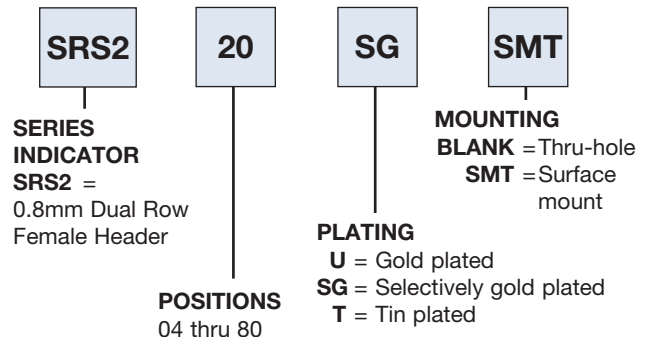 SRS2 20 SG SMT
SERIES
INDICATOR
SRS2 =
0.8mm Dual Row
Female Header
POSITIONS
04 thru 80
PLATING
U = Gold plated
SG = Selectively gold plated
T = Tin plated
MOUNTING
BLANK =Thru-hole
SMT =Surface
mount